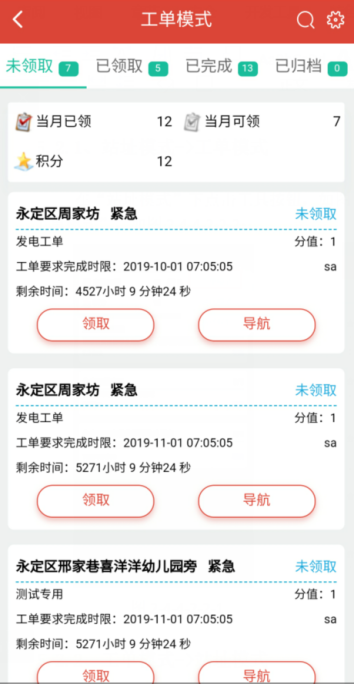 工单模式
未领取 7 已领取 5 已完成 13 已归档 0
当月已领 12 当月可领 7
积分 12
永定区周家坊 紧急 未领取
发电工单 分值：1
工单要求完成时限：2019-10-01 07:05:05 sa
剩余时间：4527小时 9 分钟24 秒
领取 导航
永定区周家坊 紧急 未领取
发电工单 分值：1
工单要求完成时限：2019-11-01 07:05:05 sa
剩余时间：5271小时 9 分钟24 秒
领取 导航
永定区邢家巷喜洋洋幼儿园旁 紧急 未领取
测试专用 分值：1
工单要求完成时限：2019-11-01 07:05:05 sa
剩余时间：5271小时 9 分钟24 秒
领取 导航